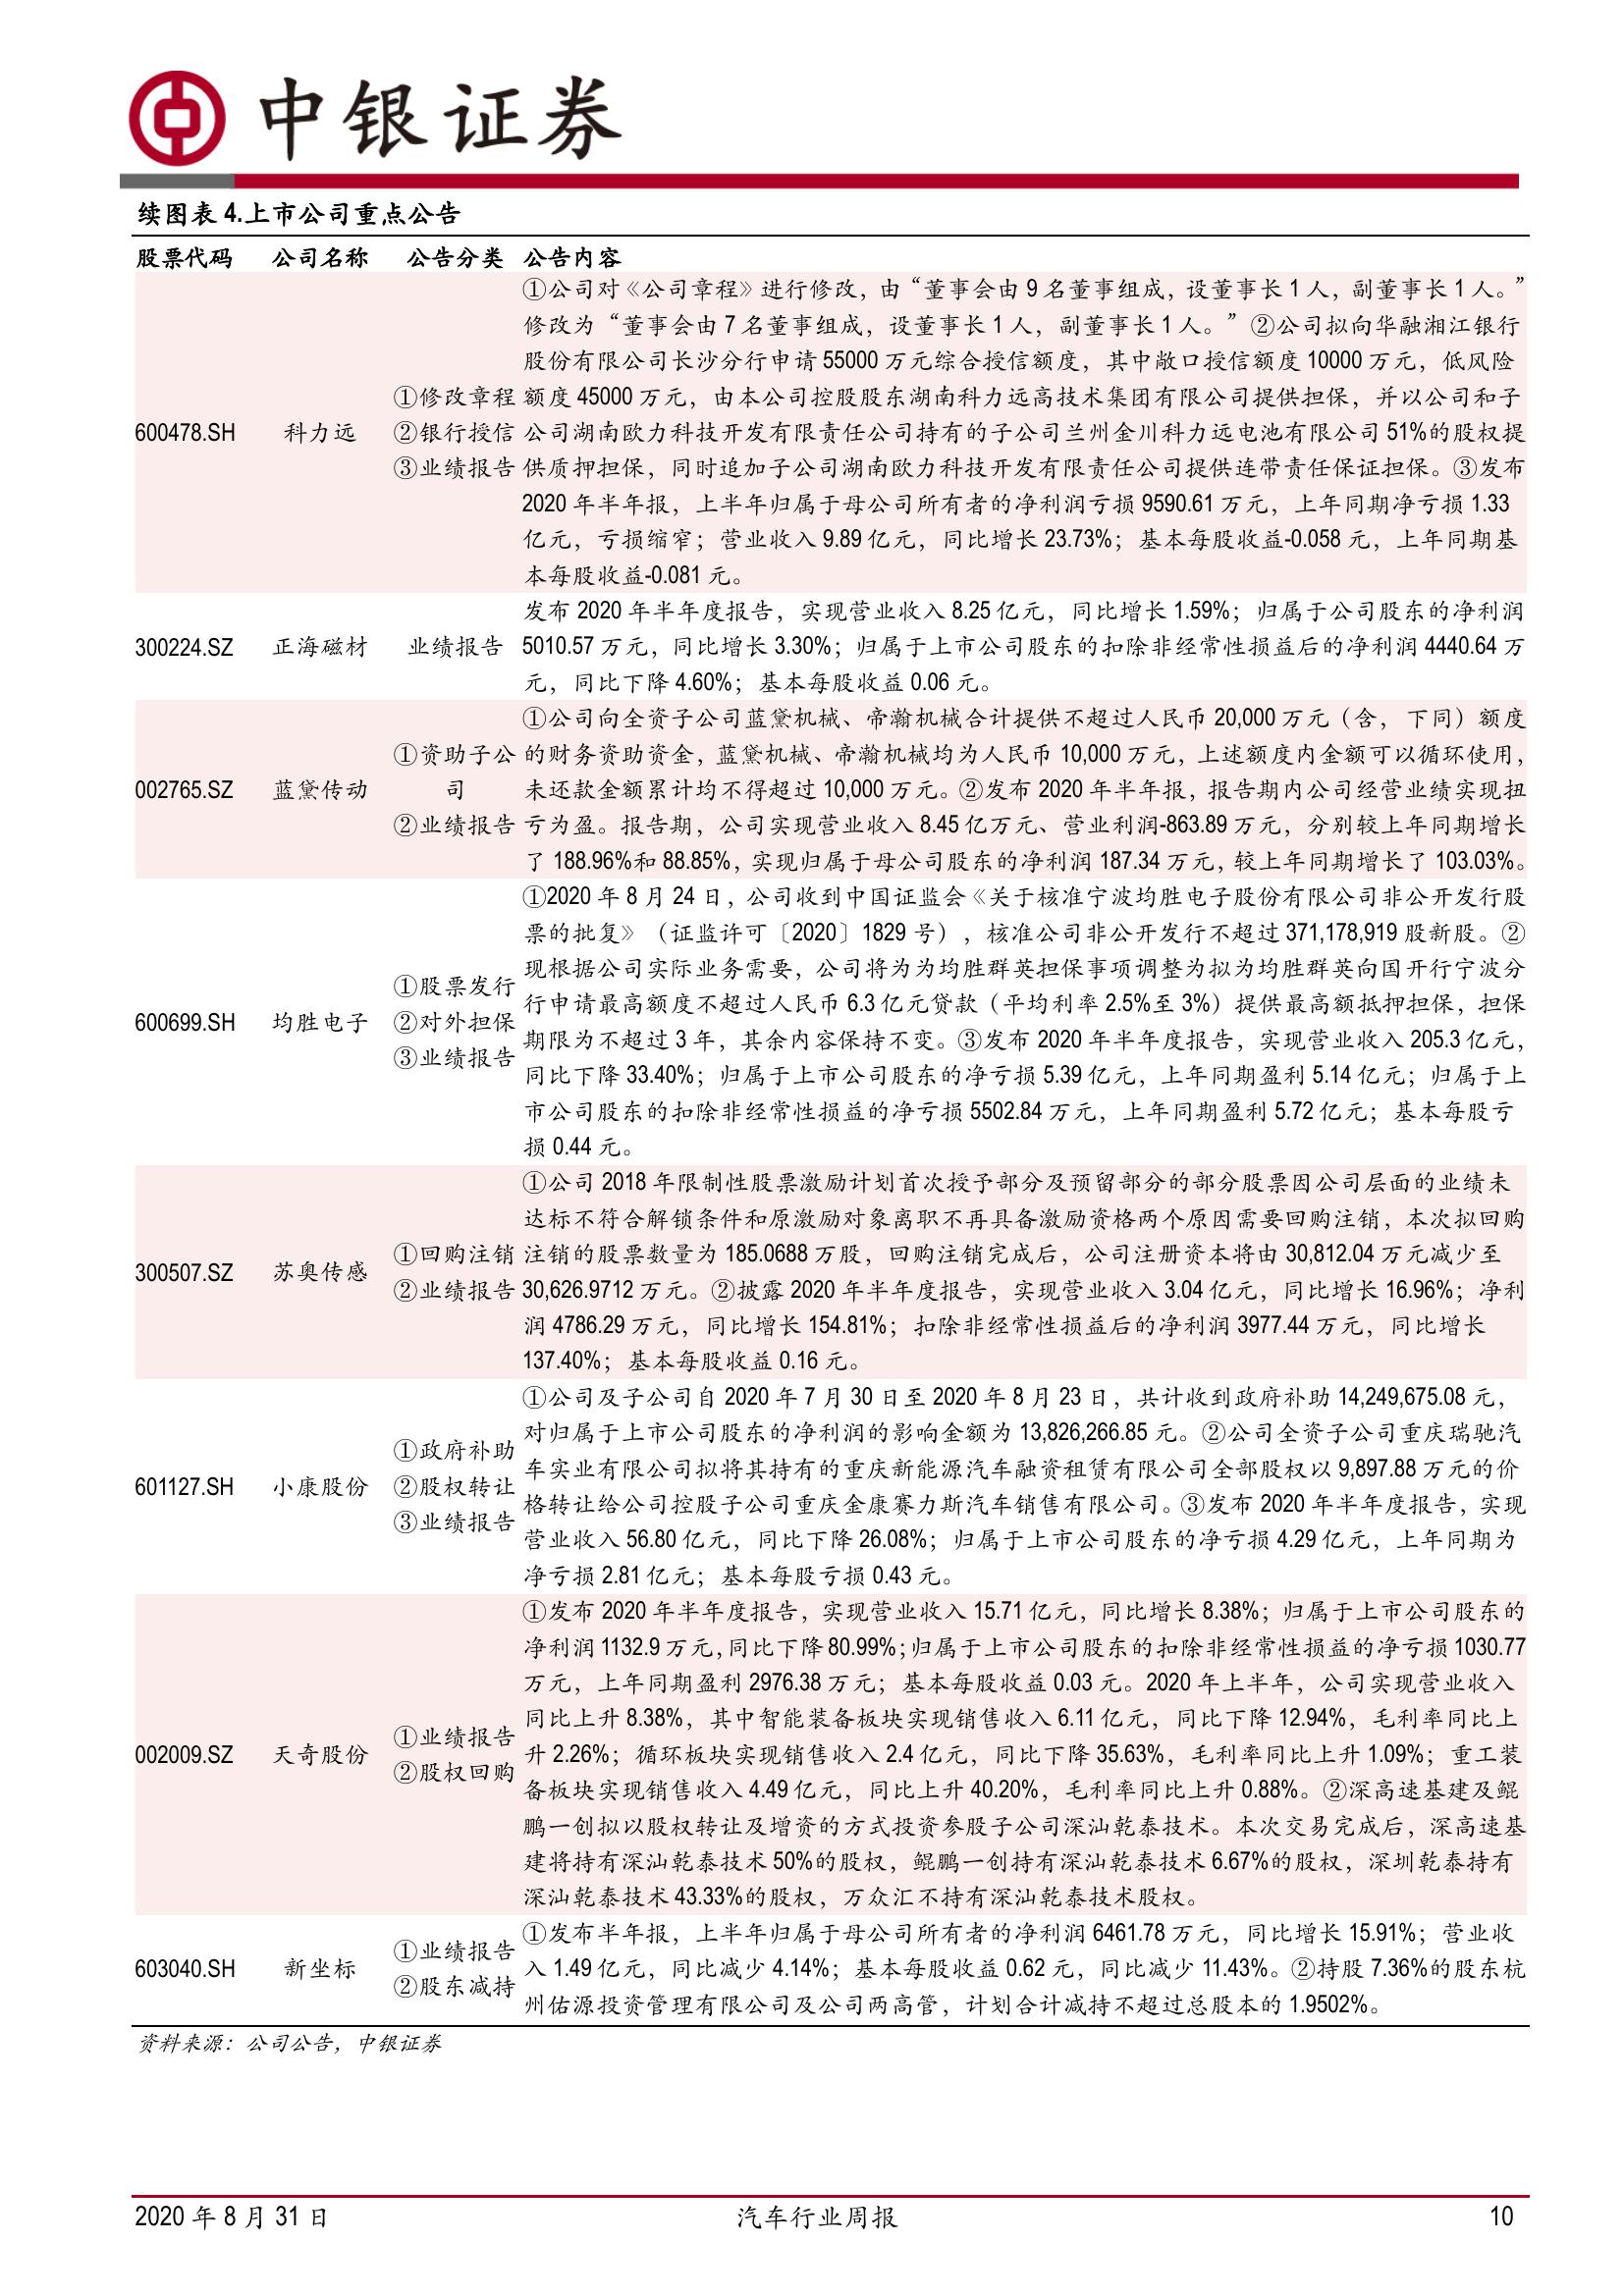 中银证券
续图表 4.上市公司重点公告
股票代码 公司名称 公告分类 公告内容
①公司对《公司章程》进行修改，由“董事会由 9 名董事组成，设董事长 1 人，副董事长 1 人。”
修改为“董事会由 7 名董事组成，设董事长 1 人，副董事长 1 人。”②公司拟向华融湘江银行
股份有限公司长沙分行申请 55000 万元综合授信额度，其中敞口授信额度 10000 万元，低风险
①修改章程 额度 45000 万元，由本公司控股股东湖南科力远高技术集团有限公司提供担保，并以公司和子
600478.SH 科力远 ②银行授信 公司湖南欧力科技开发有限责任公司持有的子公司兰州金川科力远电池有限公司 51%的股权提
③业绩报告 供质押担保，同时追加子公司湖南欧力科技开发有限责任公司提供连带责任保证担保。③发布
2020 年半年报，上半年归属于母公司所有者的净利润亏损 9590.61 万元，上年同期净亏损 1.33
亿元，亏损缩窄；营业收入 9.89 亿元，同比增长 23.73%；基本每股收益-0.058 元，上年同期基
本每股收益-0.081 元。
发布 2020 年半年度报告，实现营业收入 8.25 亿元，同比增长 1.59%；归属于公司股东的净利润
300224.SZ 正海磁材 业绩报告 5010.57 万元，同比增长 3.30%；归属于上市公司股东的扣除非经常性损益后的净利润 4440.64 万
元，同比下降 4.60%；基本每股收益 0.06 元。
①公司向全资子公司蓝黛机械、帝瀚机械合计提供不超过人民币 20,000 万元（含，下同）额度
①资助子公 的财务资助资金，蓝黛机械、帝瀚机械均为人民币 10,000 万元，上述额度内金额可以循环使用，
002765.SZ 蓝黛传动 司 未还款金额累计均不得超过 10,000 万元。②发布 2020 年半年报，报告期内公司经营业绩实现扭
②业绩报告 亏为盈。报告期，公司实现营业收入 8.45 亿万元、营业利润-863.89 万元，分别较上年同期增长
了 188.96%和 88.85%，实现归属于母公司股东的净利润 187.34 万元，较上年同期增长了 103.03%。
①2020 年 8 月 24 日，公司收到中国证监会《关于核准宁波均胜电子股份有限公司非公开发行股
票的批复》（证监许可〔2020〕1829 号），核准公司非公开发行不超过 371,178,919 股新股。②
①股票发行 现根据公司实际业务需要，公司将为为均胜群英担保事项调整为拟为均胜群英向国开行宁波分
行申请最高额度不超过人民币 6.3 亿元贷款（平均利率 2.5%至 3%）提供最高额抵押担保，担保
600699.SH 均胜电子 ②对外担保 期限为不超过 3 年，其余内容保持不变。③发布 2020 年半年度报告，实现营业收入 205.3 亿元，
③业绩报告 同比下降 33.40%；归属于上市公司股东的净亏损 5.39 亿元，上年同期盈利 5.14 亿元；归属于上
市公司股东的扣除非经常性损益的净亏损 5502.84 万元，上年同期盈利 5.72 亿元；基本每股亏
损 0.44 元。
①公司 2018 年限制性股票激励计划首次授予部分及预留部分的部分股票因公司层面的业绩未
达标不符合解锁条件和原激励对象离职不再具备激励资格两个原因需要回购注销，本次拟回购
①回购注销 注销的股票数量为 185.0688 万股，回购注销完成后，公司注册资本将由 30,812.04 万元减少至
300507.SZ 苏奥传感 ②业绩报告 30,626.9712 万元。②披露 2020 年半年度报告，实现营业收入 3.04 亿元，同比增长 16.96%；净利
润 4786.29 万元，同比增长 154.81%；扣除非经常性损益后的净利润 3977.44 万元，同比增长
137.40%；基本每股收益 0.16 元。
①公司及子公司自 2020 年 7 月 30 日至 2020 年 8 月 23 日，共计收到政府补助 14,249,675.08 元，
①政府补助 对归属于上市公司股东的净利润的影响金额为 13,826,266.85 元。②公司全资子公司重庆瑞驰汽
车实业有限公司拟将其持有的重庆新能源汽车融资租赁有限公司全部股权以 9,897.88 万元的价
601127.SH 小康股份 ②股权转让 格转让给公司控股子公司重庆金康赛力斯汽车销售有限公司。③发布 2020 年半年度报告，实现
③业绩报告 营业收入 56.80 亿元，同比下降 26.08%；归属于上市公司股东的净亏损 4.29 亿元，上年同期为
净亏损 2.81 亿元；基本每股亏损 0.43 元。
①发布 2020 年半年度报告，实现营业收入 15.71 亿元，同比增长 8.38%；归属于上市公司股东的
净利润 1132.9 万元，同比下降 80.99%；归属于上市公司股东的扣除非经常性损益的净亏损 1030.77
万元，上年同期盈利 2976.38 万元；基本每股收益 0.03 元。2020 年上半年，公司实现营业收入
①业绩报告 同比上升 8.38%，其中智能装备板块实现销售收入 6.11 亿元，同比下降 12.94%，毛利率同比上
002009.SZ 天奇股份 升 2.26%；循环板块实现销售收入 2.4 亿元，同比下降 35.63%，毛利率同比上升 1.09%；重工装
②股权回购 备板块实现销售收入 4.49 亿元，同比上升 40.20%，毛利率同比上升 0.88%。②深高速基建及鲲
鹏一创拟以股权转让及增资的方式投资参股子公司深汕乾泰技术。本次交易完成后，深高速基
建将持有深汕乾泰技术 50%的股权，鲲鹏一创持有深汕乾泰技术 6.67%的股权，深圳乾泰持有
深汕乾泰技术 43.33%的股权，万众汇不持有深汕乾泰技术股权。
①业绩报告 ①发布半年报，上半年归属于母公司所有者的净利润 6461.78 万元，同比增长 15.91%；营业收
603040.SH 新坐标 入 1.49 亿元，同比减少 4.14%；基本每股收益 0.62 元，同比减少 11.43%。②持股 7.36%的股东杭
②股东减持 州佑源投资管理有限公司及公司两高管，计划合计减持不超过总股本的 1.9502%。
资料来源：公司公告，中银证券
2020 年 8 月 31 日 汽车行业周报 10